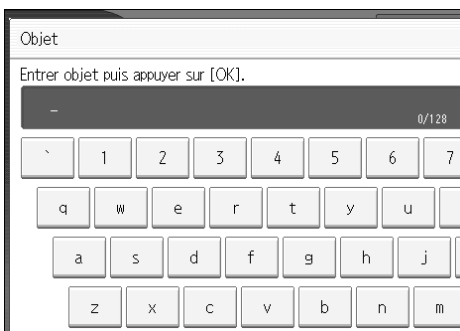 Objet
Entrer objet puis appuyer sur [OK].
_
0/128
` 1 2 3 4 5 6 7
q w e r t y u
a s d f g h j
z x c v b n m